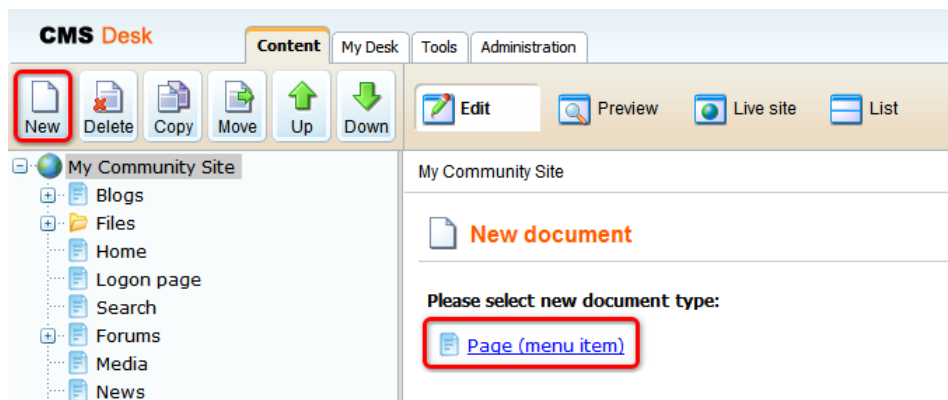 CMS Desk
Content My Desk Tools Administration
New Delete Copy Move Up Down
Edit Preview Live site List
My Community Site
Blogs
Files
Home
Logon page
Search
Forums
Media
News
My Community Site
New document
Please select new document type:
Page (menu item)